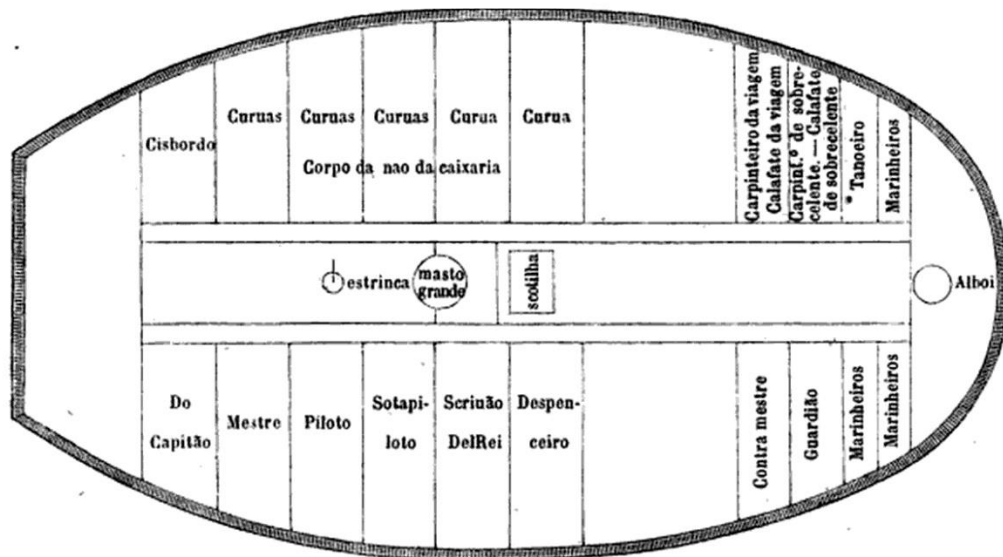 Cisbordo
Curuas
Curuas
Curuas
Curua
Curua
Corpo da nao da caixaria
Carpinteiro da viagem
Calafate da viagem
Carpint.º de sobre-
celente. — Calafate
de sobrecelente
Tanoeiro
Marinheiros
estrinca
masto
grande
scotilha
Alboi
Do
Capitão
Mestre
Piloto
Sotapi-
loto
Scriuão
DelRei
Despen-
ceiro
Contra mestre
Guardião
Marinheiros
Marinheiros